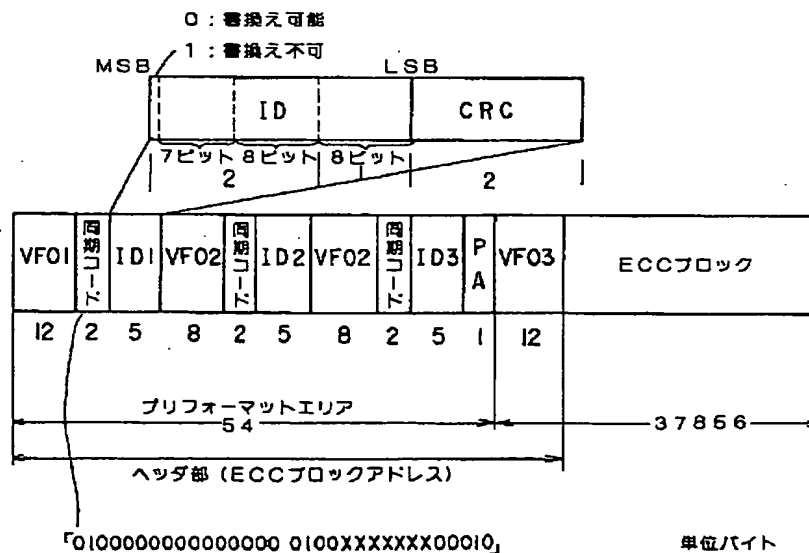 0：書換え可能
1：書換え不可
MSB LSB
ID CRC
7ビット 8ビット 8ビット
2 1 2
VFO1 同期コード ID1 VFO2 同期コード ID2 VFO2 同期コード ID3 PA VFO3 ECCブロック
12 2 5 8 2 5 8 2 5 1 12
プリフォーマットエリア
54 37856
ヘッダ部（ECCブロックアドレス）
「0100000000000000 0100XXXXXXX00010」 単位バイト